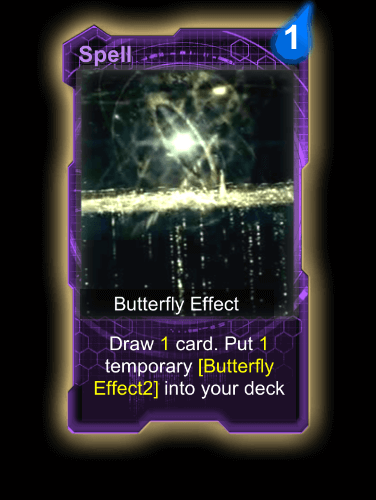 1
Spell
Butterfly Effect
Draw 1 card. Put 1
temporary [Butterfly
Effect2] into your deck